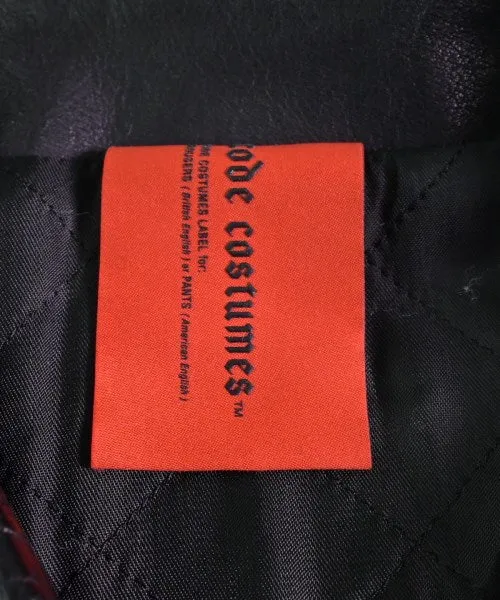 ode costumes™
COSTUMES LABEL for:
(British English) or PANTS (American English)